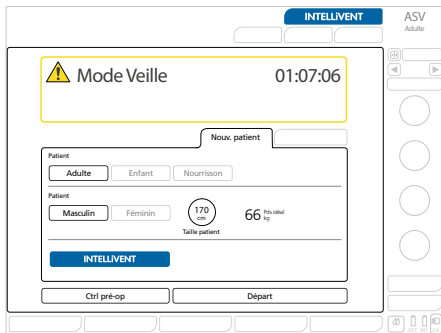 INTELLiVENT
ASV
Adulte
Mode Veille
01:07:06
Nouv. patient
Patient
Adulte
Enfant
Nourrisson
Patient
Masculin
Féminin
170
cm
Taille patient
66
Pds idéal
kg
INTELLiVENT
Ctrl pré-op
Départ